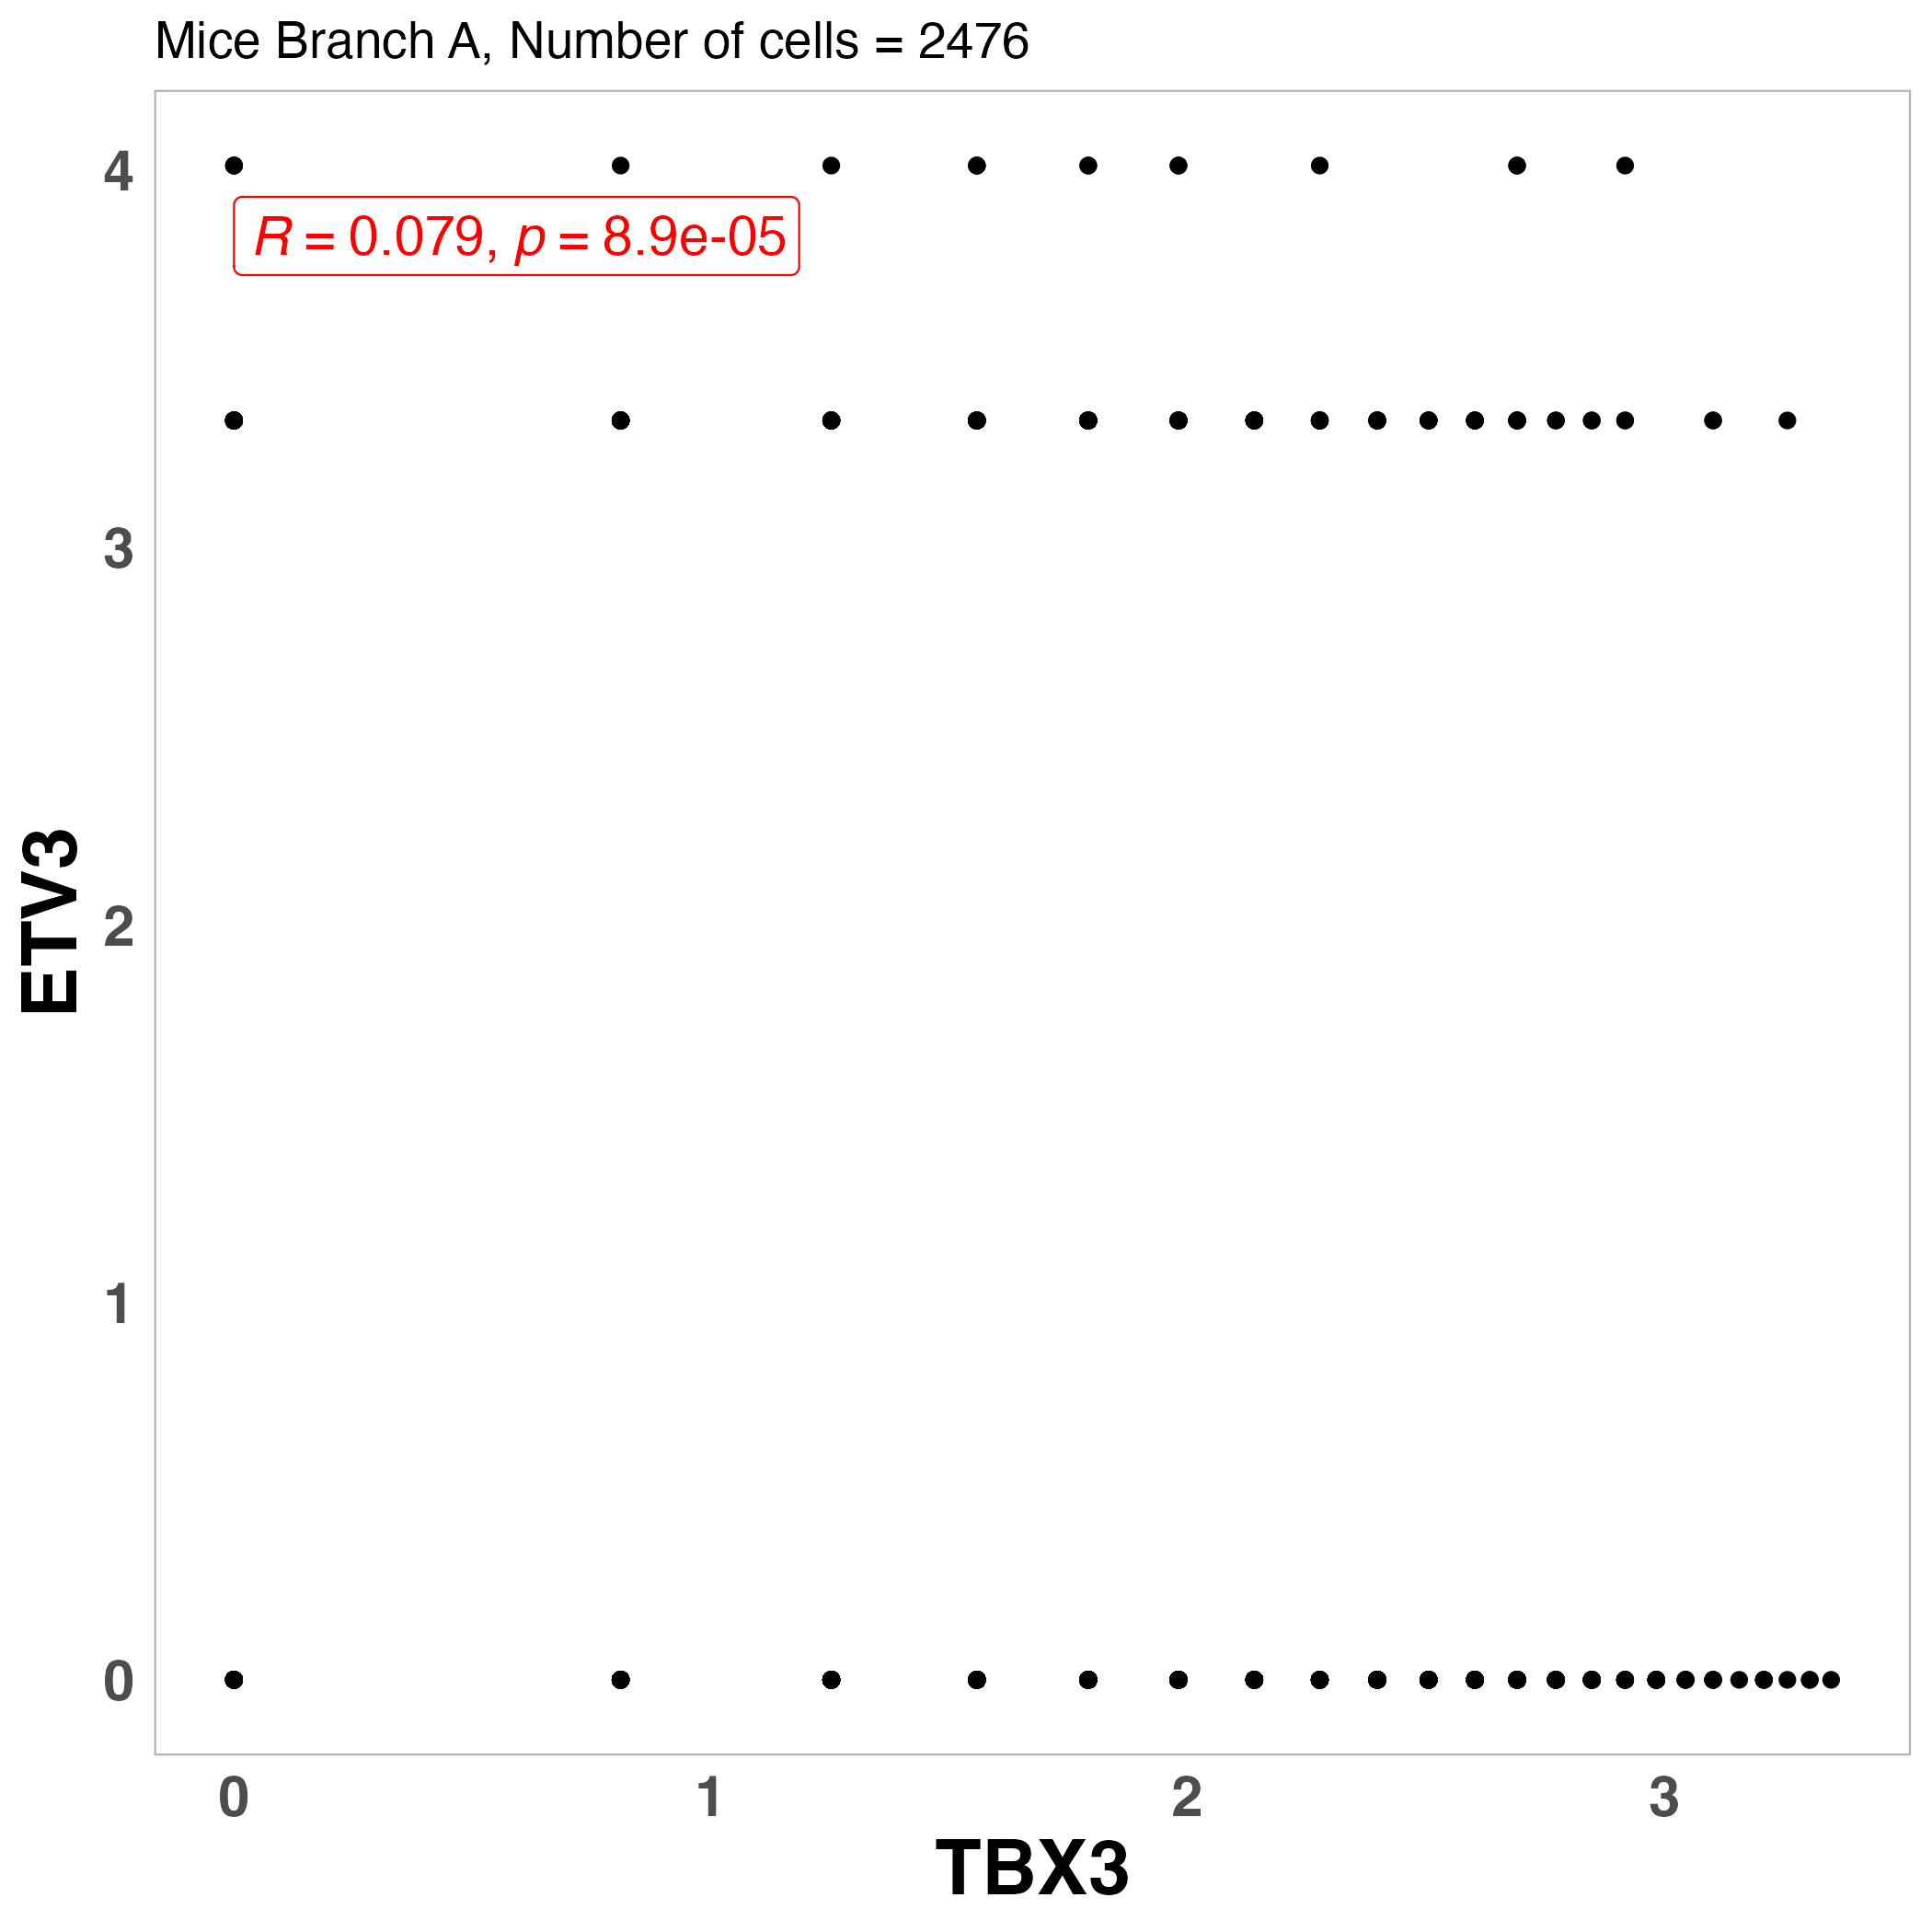 Mice Branch A, Number of cells = 2476
4
R = 0.079, p = 8.9e-05
3
ETV3
2
1
0
0 1 2 3
TBX3